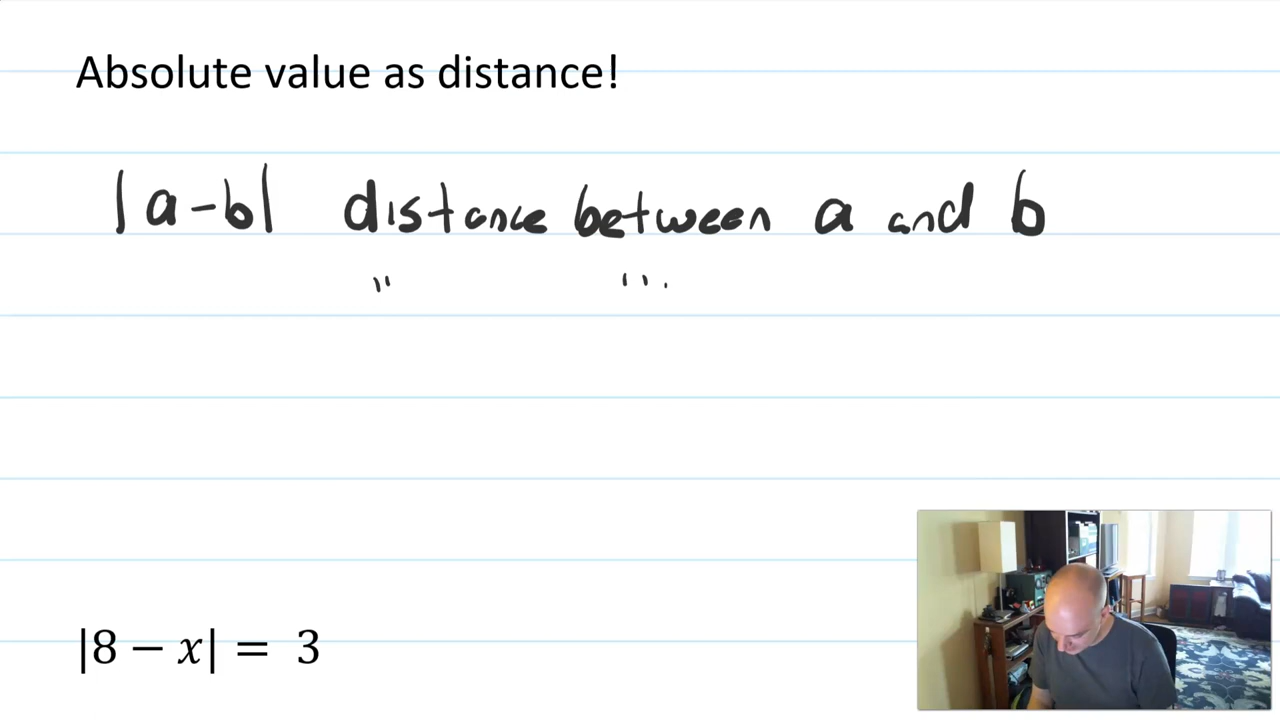 Absolute value as distance!
|a-b| distance between a and b
" "'.
|8 − x| = 3